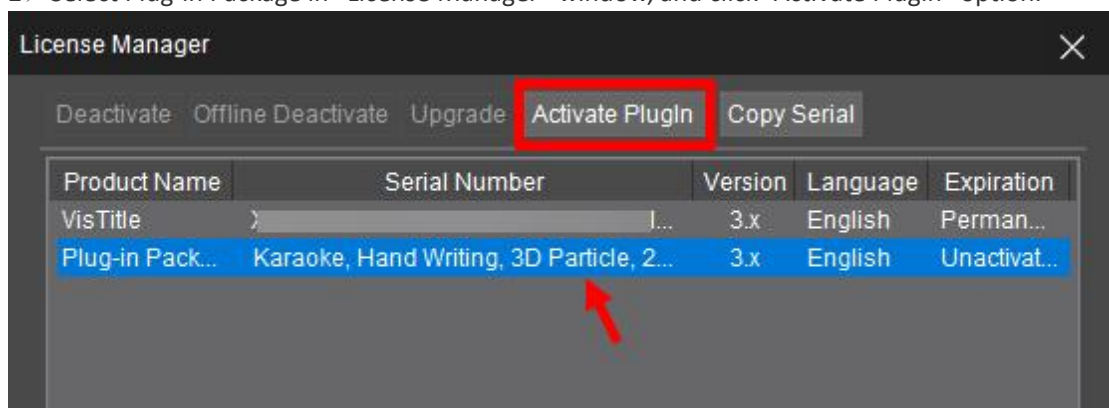 License Manager
Deactivate Offline Deactivate Upgrade Activate PlugIn Copy Serial
Product Name Serial Number Version Language Expiration
VisTitle 3.x English Perman...
Plug-in Pack... Karaoke, Hand Writing, 3D Particle, 2... 3.x English Unactivat...